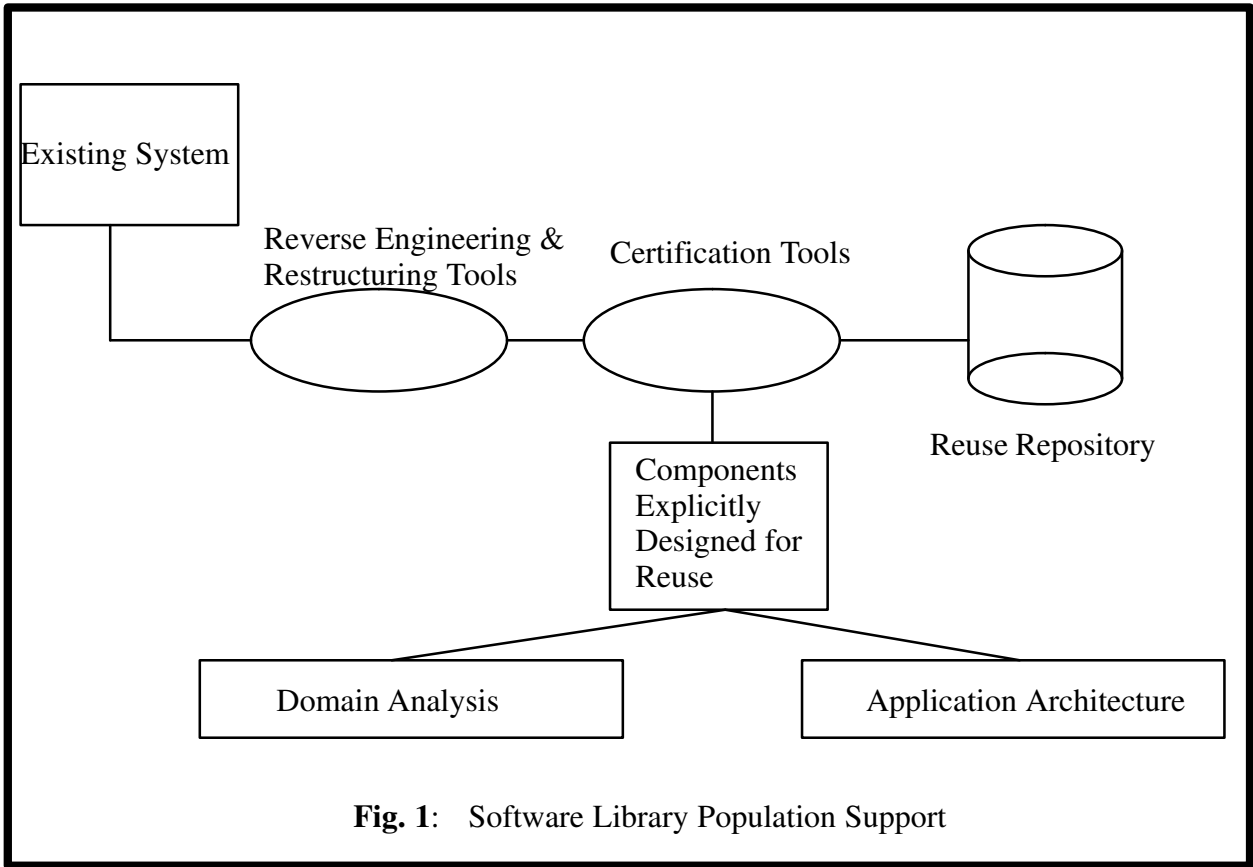 Existing System
Reverse Engineering &
Restructuring Tools
Certification Tools
Reuse Repository
Components
Explicitly
Designed for
Reuse
Domain Analysis
Application Architecture
Fig. 1: Software Library Population Support